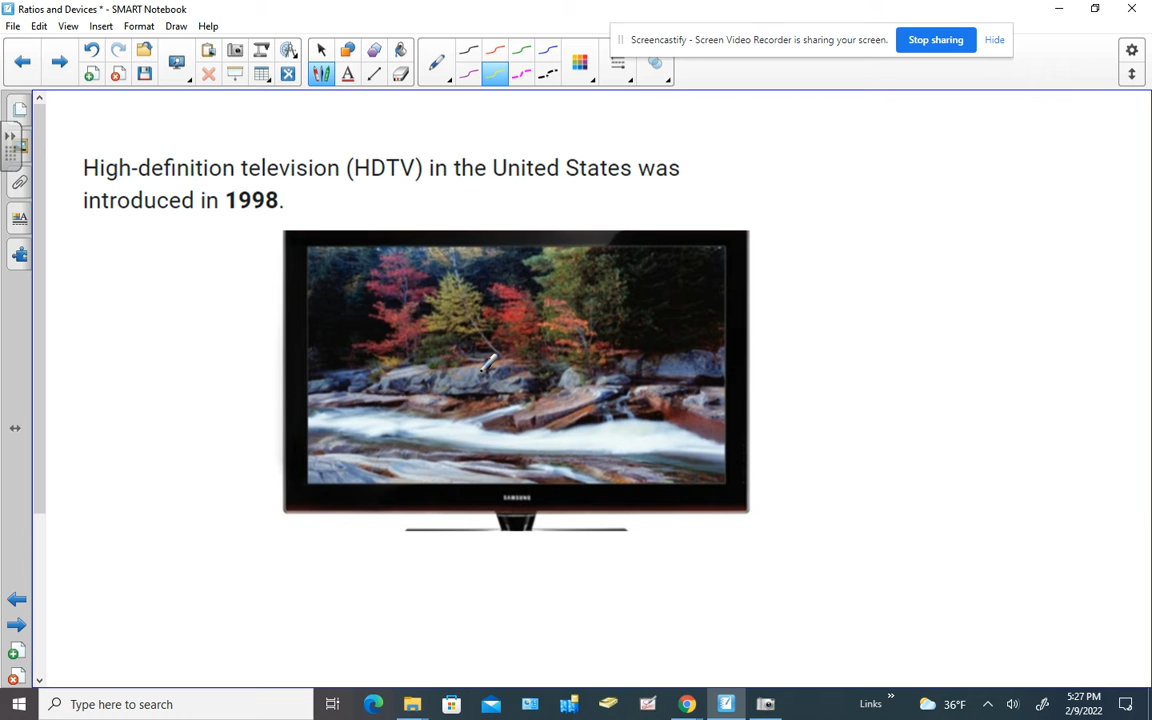 Ratios and Devices * - SMART Notebook
File Edit View Insert Format Draw Help
Screencastify - Screen Video Recorder is sharing your screen. Stop sharing Hide
High-definition television (HDTV) in the United States was
introduced in 1998.
SAMSUNG
Type here to search
Links
36°F
5:27 PM
2/9/2022